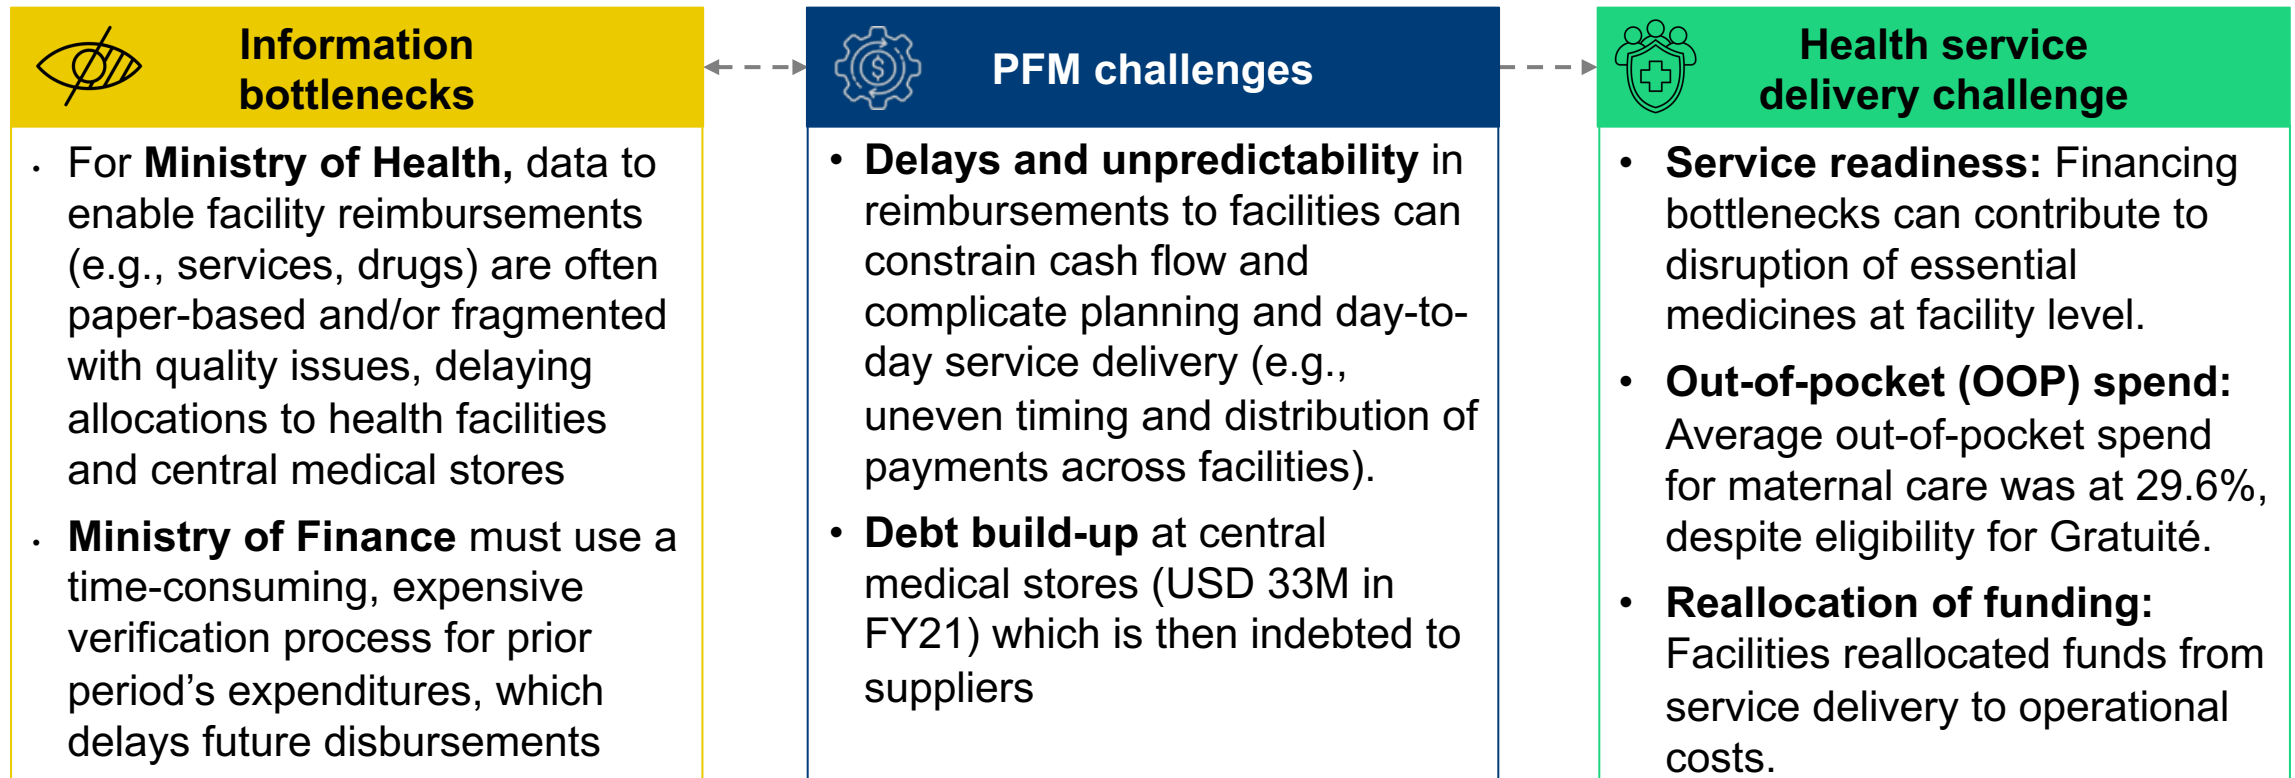 Information
bottlenecks
• For Ministry of Health, data to
enable facility reimbursements
(e.g., services, drugs) are often
paper-based and/or fragmented
with quality issues, delaying
allocations to health facilities
and central medical stores
• Ministry of Finance must use a
time-consuming, expensive
verification process for prior
period’s expenditures, which
delays future disbursements
$
PFM challenges
• Delays and unpredictability in
reimbursements to facilities can
constrain cash flow and
complicate planning and day-to-
day service delivery (e.g.,
uneven timing and distribution of
payments across facilities).
• Debt build-up at central
medical stores (USD 33M in
FY21) which is then indebted to
suppliers
Health service
delivery challenge
• Service readiness: Financing
bottlenecks can contribute to
disruption of essential
medicines at facility level.
• Out-of-pocket (OOP) spend:
Average out-of-pocket spend
for maternal care was at 29.6%,
despite eligibility for Gratuité.
• Reallocation of funding:
Facilities reallocated funds from
service delivery to operational
costs.